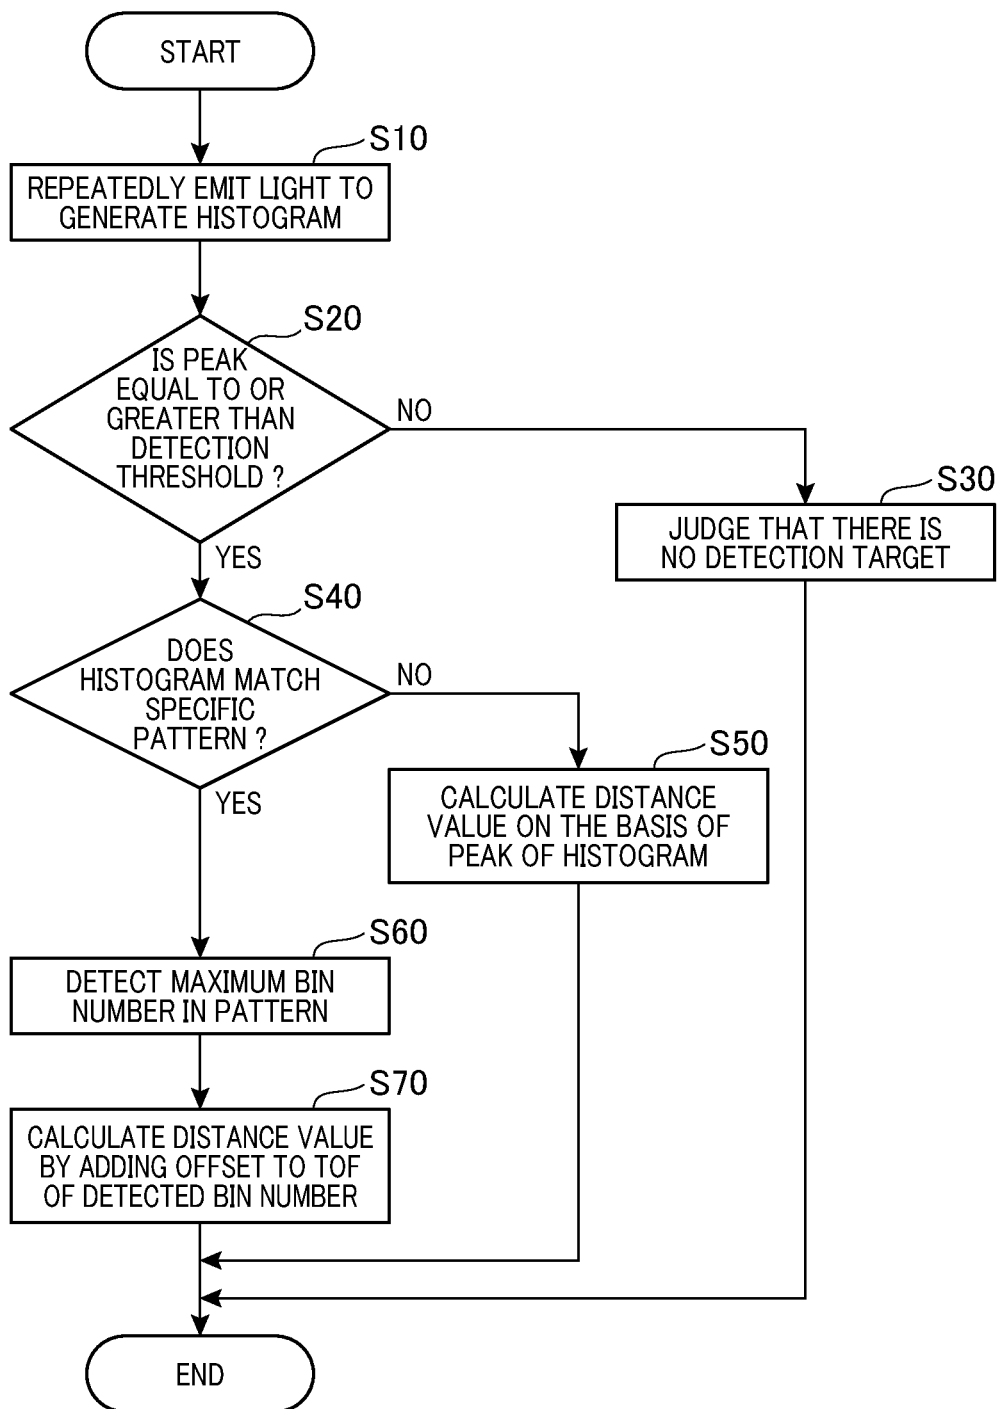 START
S10
REPEATEDLY EMIT LIGHT TO
GENERATE HISTOGRAM
S20
IS PEAK
EQUAL TO OR
GREATER THAN
DETECTION
THRESHOLD ?
NO
YES
S30
JUDGE THAT THERE IS
NO DETECTION TARGET
S40
DOES
HISTOGRAM MATCH
SPECIFIC
PATTERN ?
NO
YES
S50
CALCULATE DISTANCE
VALUE ON THE BASIS OF
PEAK OF HISTOGRAM
S60
DETECT MAXIMUM BIN
NUMBER IN PATTERN
S70
CALCULATE DISTANCE VALUE
BY ADDING OFFSET TO TOF
OF DETECTED BIN NUMBER
END